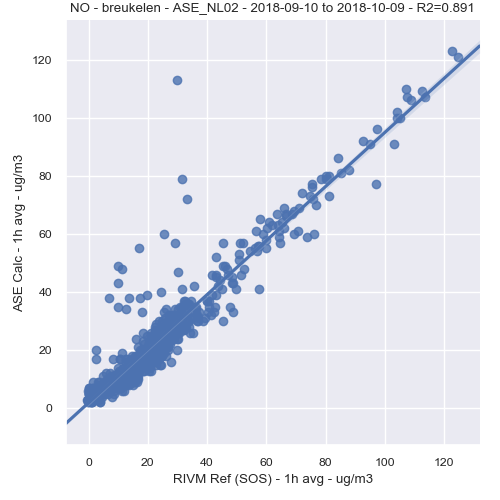 NO - breukelen - ASE_NL02 - 2018-09-10 to 2018-10-09 - R2=0.891
120
100
80
60
40
20
0
ASE Calc - 1h avg - ug/m3
0 20 40 60 80 100 120
RIVM Ref (SOS) - 1h avg - ug/m3